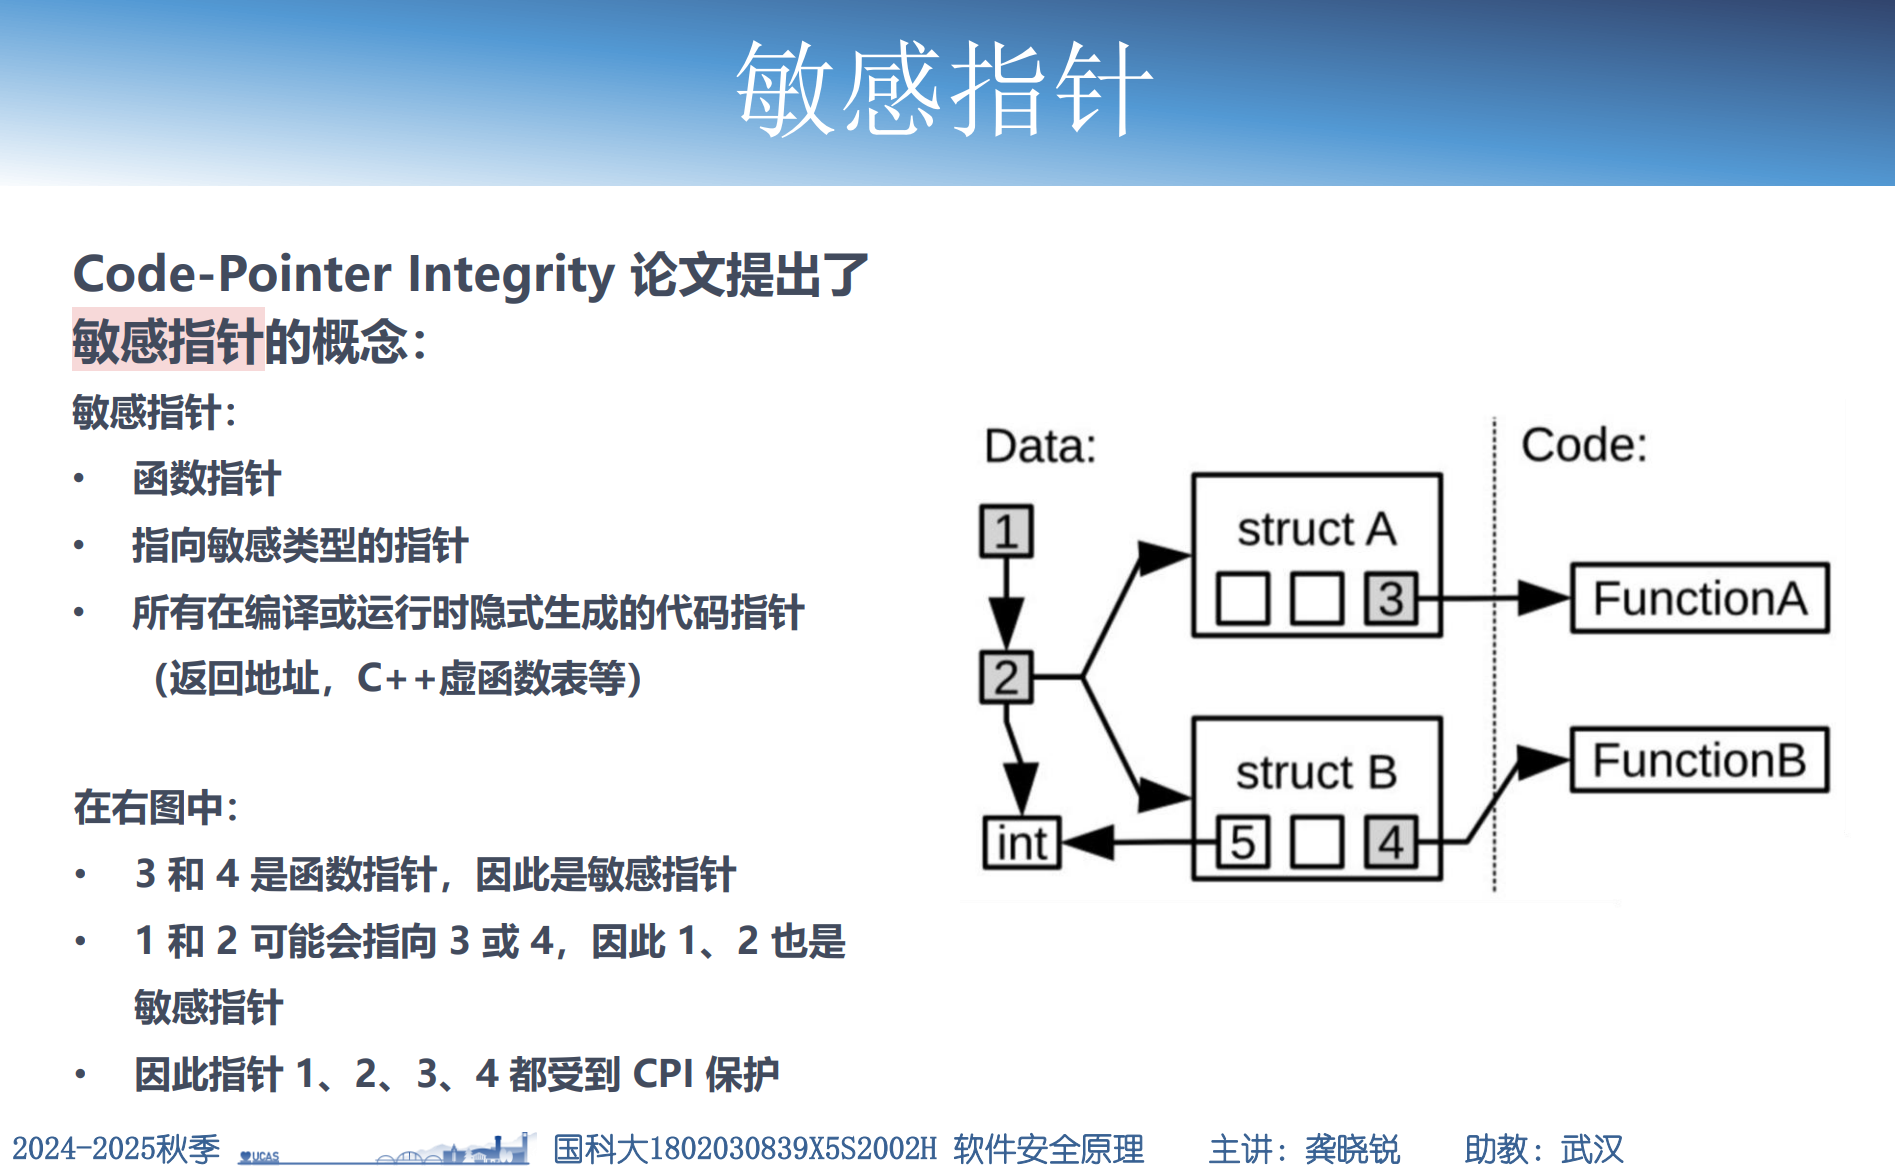 敏感指针
Code-Pointer Integrity 论文提出了
敏感指针的概念：
敏感指针：
• 函数指针
• 指向敏感类型的指针
• 所有在编译或运行时隐式生成的代码指针
（返回地址，C++虚函数表等）
在右图中：
• 3 和 4 是函数指针，因此是敏感指针
• 1 和 2 可能会指向 3 或 4，因此 1、2 也是
敏感指针
• 因此指针 1、2、3、4 都受到 CPI 保护
Data:
Code:
1
struct A
3
FunctionA
2
struct B
FunctionB
int
5
4
2024-2025秋季
UCAS
国科大1802030839X5S2002H 软件安全原理
主讲：龚晓锐
助教：武汉